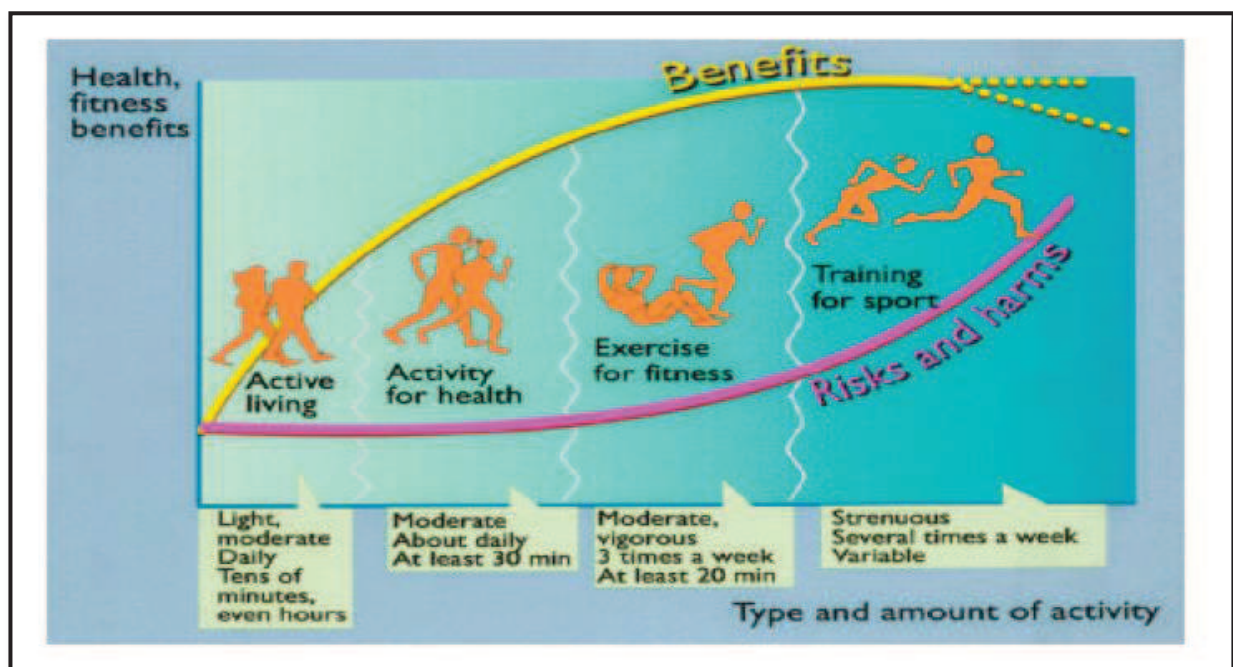 Health,
fitness
benefits
Benefits
Active
living
Activity
for health
Exercise
for fitness
Training
for sport
Risks and harms
Light,
moderate
Daily
Tens of
minutes,
even hours
Moderate
About daily
At least 30 min
Moderate,
vigorous
3 times a week
At least 20 min
Strenuous
Several times a week
Variable
Type and amount of activity